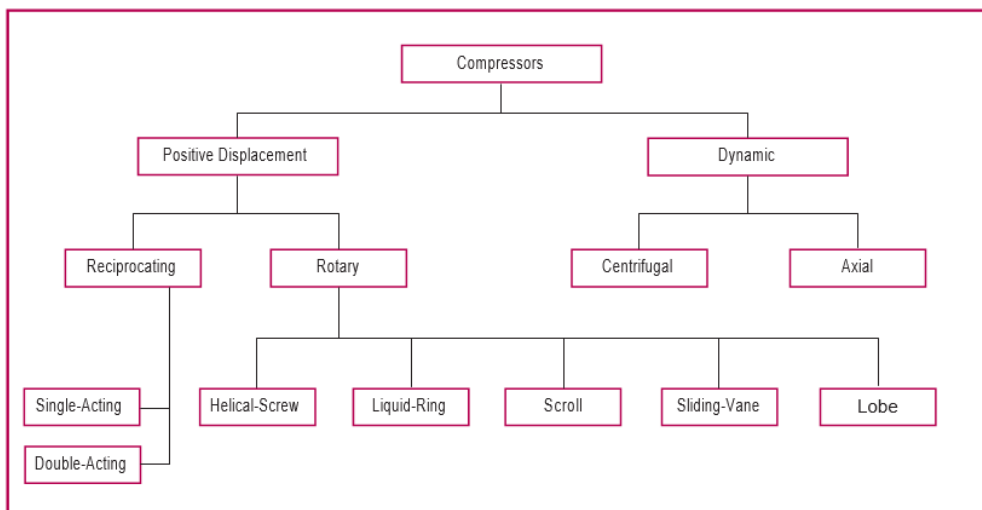 Compressors
Positive Displacement
Dynamic
Reciprocating
Rotary
Centrifugal
Axial
Single-Acting
Helical-Screw
Liquid-Ring
Scroll
Sliding-Vane
Lobe
Double-Acting